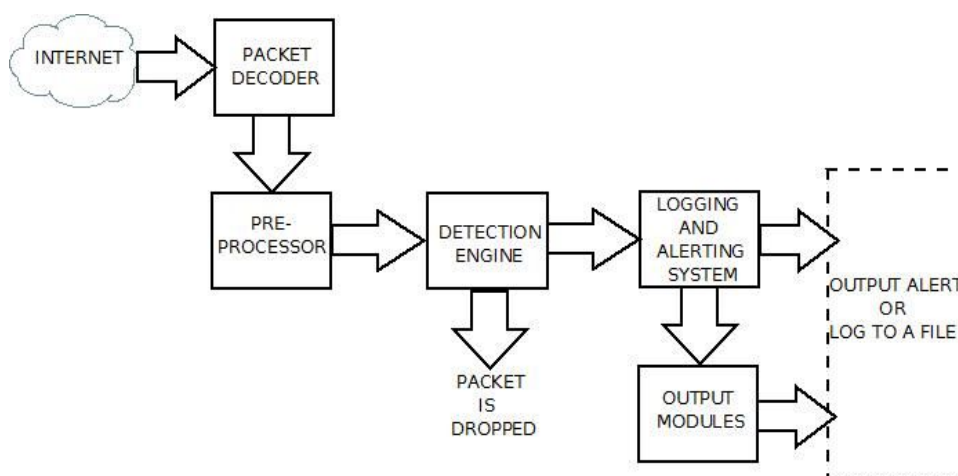 INTERNET
PACKET
DECODER
PRE-
PROCESSOR
DETECTION
ENGINE
LOGGING
AND
ALERTING
SYSTEM
OUTPUT ALERT
OR
LOG TO A FILE
PACKET
IS
DROPPED
OUTPUT
MODULES